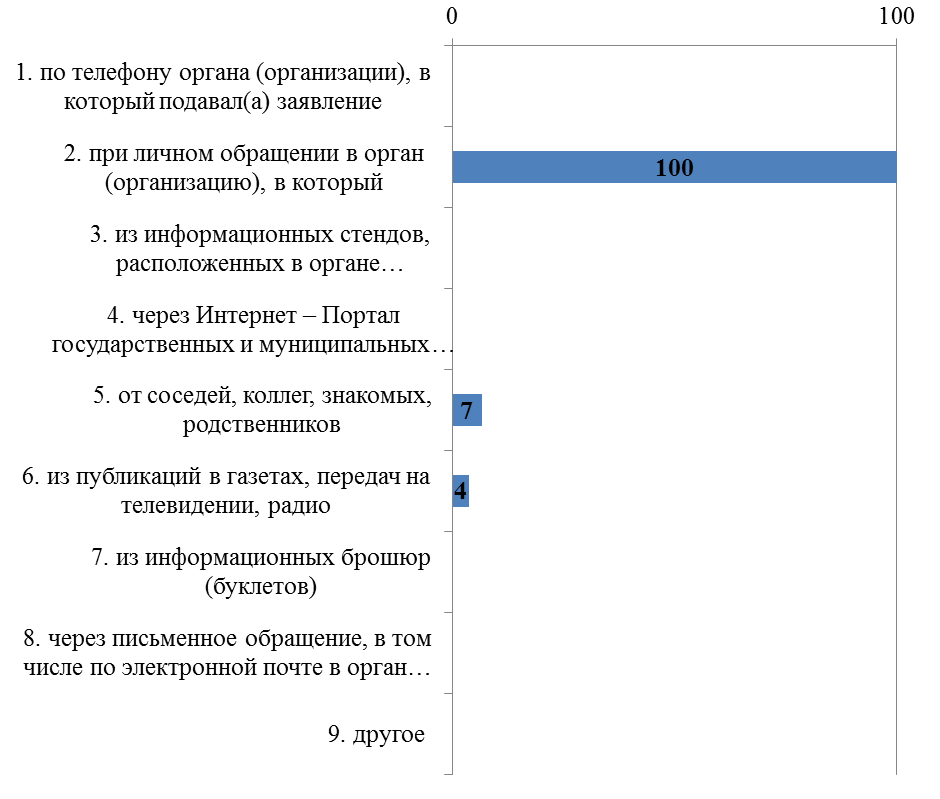 0 100
1. по телефону органа (организации), в
который подавал(а) заявление
2. при личном обращении в орган
(организацию), в который
100
3. из информационных стендов,
расположенных в органе…
4. через Интернет – Портал
государственных и муниципальных…
5. от соседей, коллег, знакомых,
родственников
7
6. из публикаций в газетах, передач на
телевидении, радио
4
7. из информационных брошюр
(буклетов)
8. через письменное обращение, в том
числе по электронной почте в орган…
9. другое